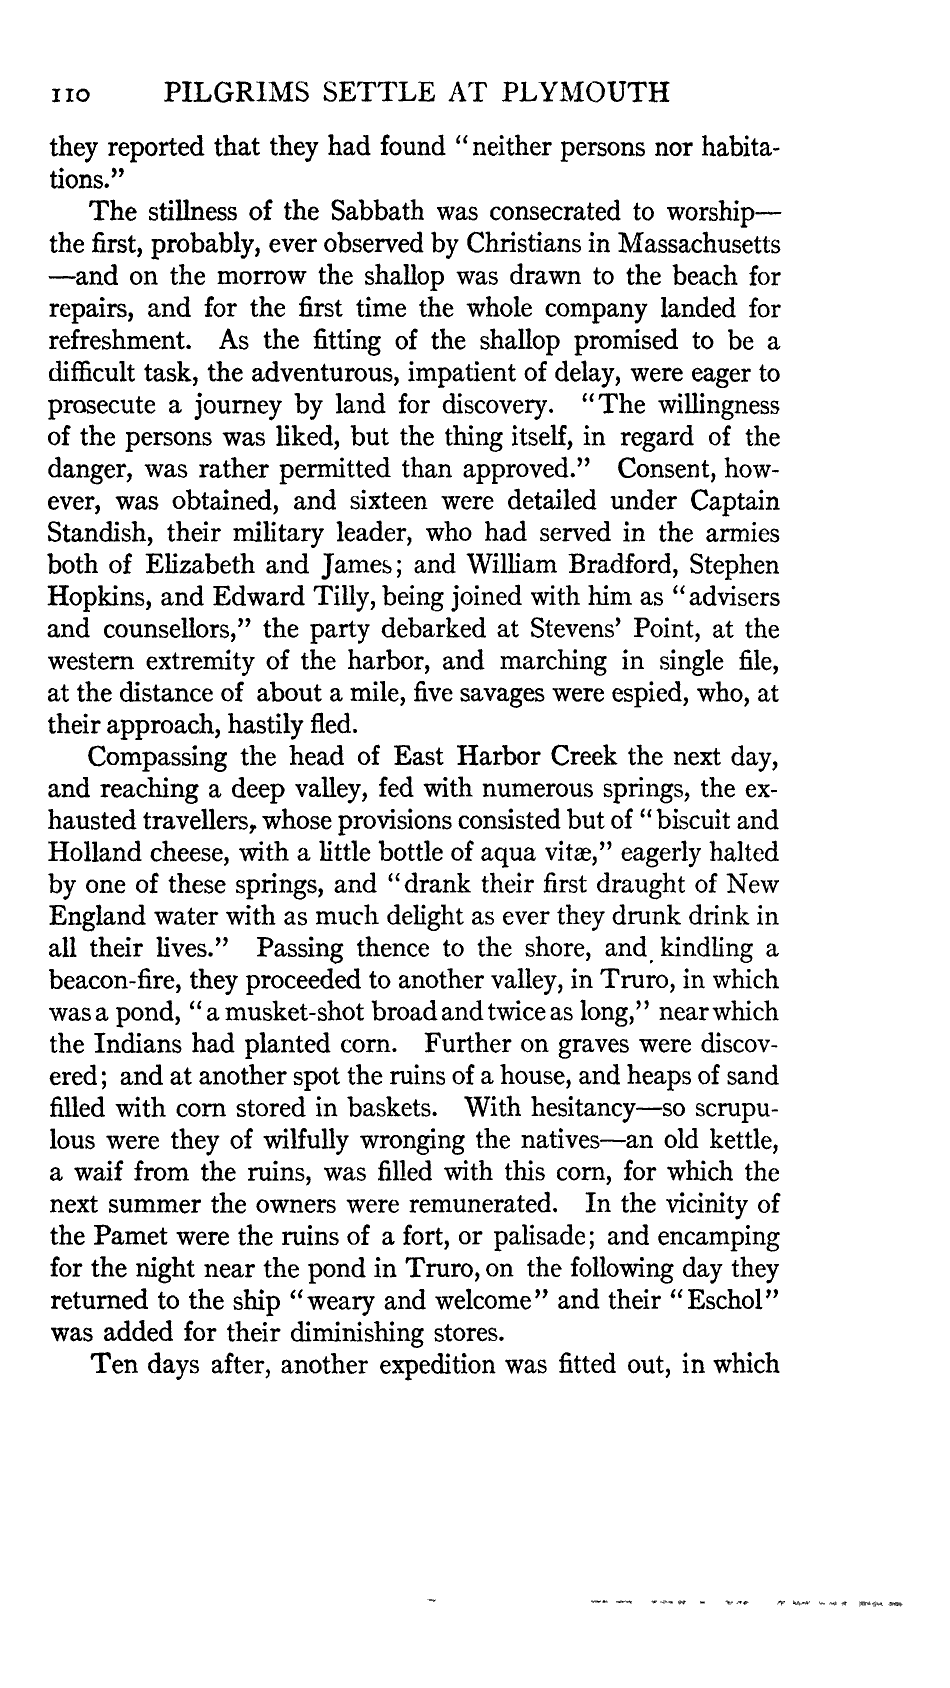 110 PILGRIMS SETTLE AT PLYMOUTH
they reported that they had found “neither persons nor habita-
tions.”
The stillness of the Sabbath was consecrated to worship—
the first, probably, ever observed by Christians in Massachusetts
—and on the morrow the shallop was drawn to the beach for
repairs, and for the first time the whole company landed for
refreshment. As the fitting of the shallop promised to be a
difficult task, the adventurous, impatient of delay, were eager to
prosecute a journey by land for discovery. “The willingness
of the persons was liked, but the thing itself, in regard of the
danger, was rather permitted than approved.” Consent, how-
ever, was obtained, and sixteen were detailed under Captain
Standish, their military leader, who had served in the armies
both of Elizabeth and James; and William Bradford, Stephen
Hopkins, and Edward Tilly, being joined with him as “advisers
and counsellors,” the party debarked at Stevens’ Point, at the
western extremity of the harbor, and marching in single file,
at the distance of about a mile, five savages were espied, who, at
their approach, hastily fled.
Compassing the head of East Harbor Creek the next day,
and reaching a deep valley, fed with numerous springs, the ex-
hausted travellers, whose provisions consisted but of “biscuit and
Holland cheese, with a little bottle of aqua vitæ,” eagerly halted
by one of these springs, and “drank their first draught of New
England water with as much delight as ever they drunk drink in
all their lives.” Passing thence to the shore, and kindling a
beacon-fire, they proceeded to another valley, in Truro, in which
was a pond, “a musket-shot broad and twice as long,” near which
the Indians had planted corn. Further on graves were discov-
ered; and at another spot the ruins of a house, and heaps of sand
filled with corn stored in baskets. With hesitancy—so scrupu-
lous were they of wilfully wronging the natives—an old kettle,
a waif from the ruins, was filled with this corn, for which the
next summer the owners were remunerated. In the vicinity of
the Pamet were the ruins of a fort, or palisade; and encamping
for the night near the pond in Truro, on the following day they
returned to the ship “weary and welcome” and their “Eschol”
was added for their diminishing stores.
Ten days after, another expedition was fitted out, in which